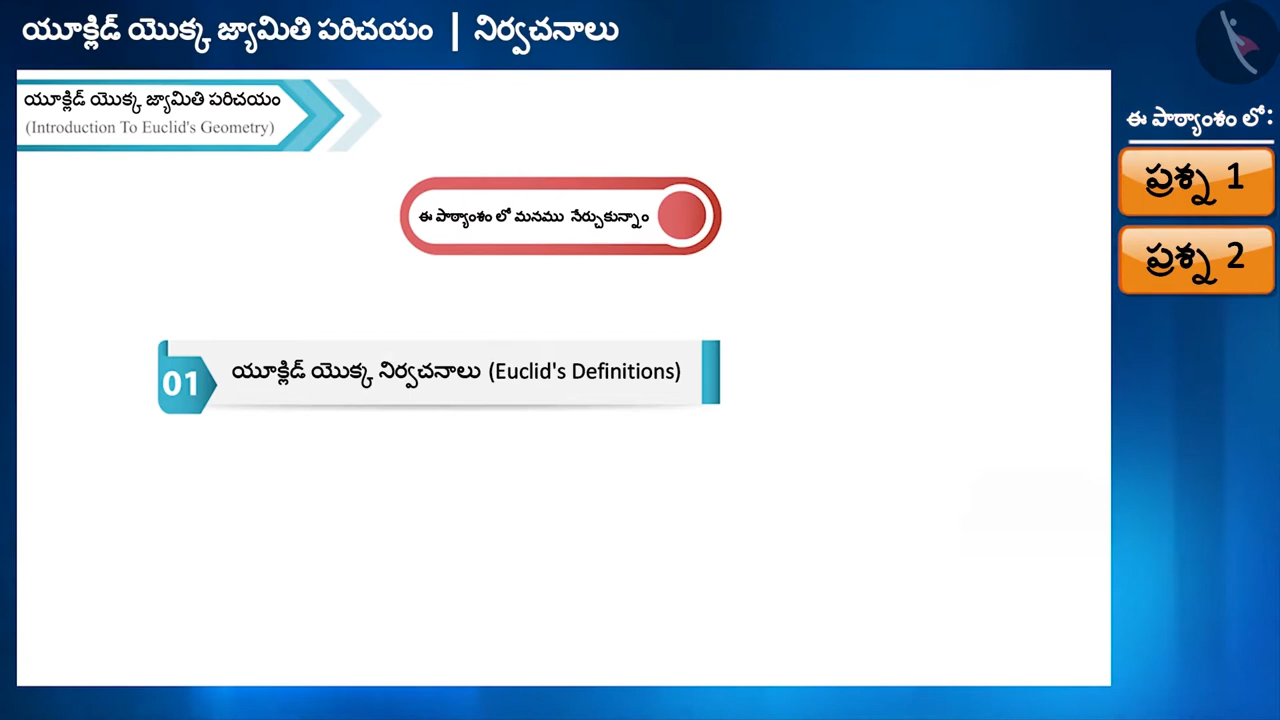 యూక్లిడ్ యొక్క జ్యామితి పరిచయం | నిర్వచనాలు
యూక్లిడ్ యొక్క జ్యామితి పరిచయం
(Introduction To Euclid's Geometry)
ఈ పాఠ్యాంశం లో:
ప్రశ్న 1
ప్రశ్న 2
ఈ పాఠ్యాంశం లో మనము నేర్చుకున్నాం
01 యూక్లిడ్ యొక్క నిర్వచనాలు (Euclid's Definitions)